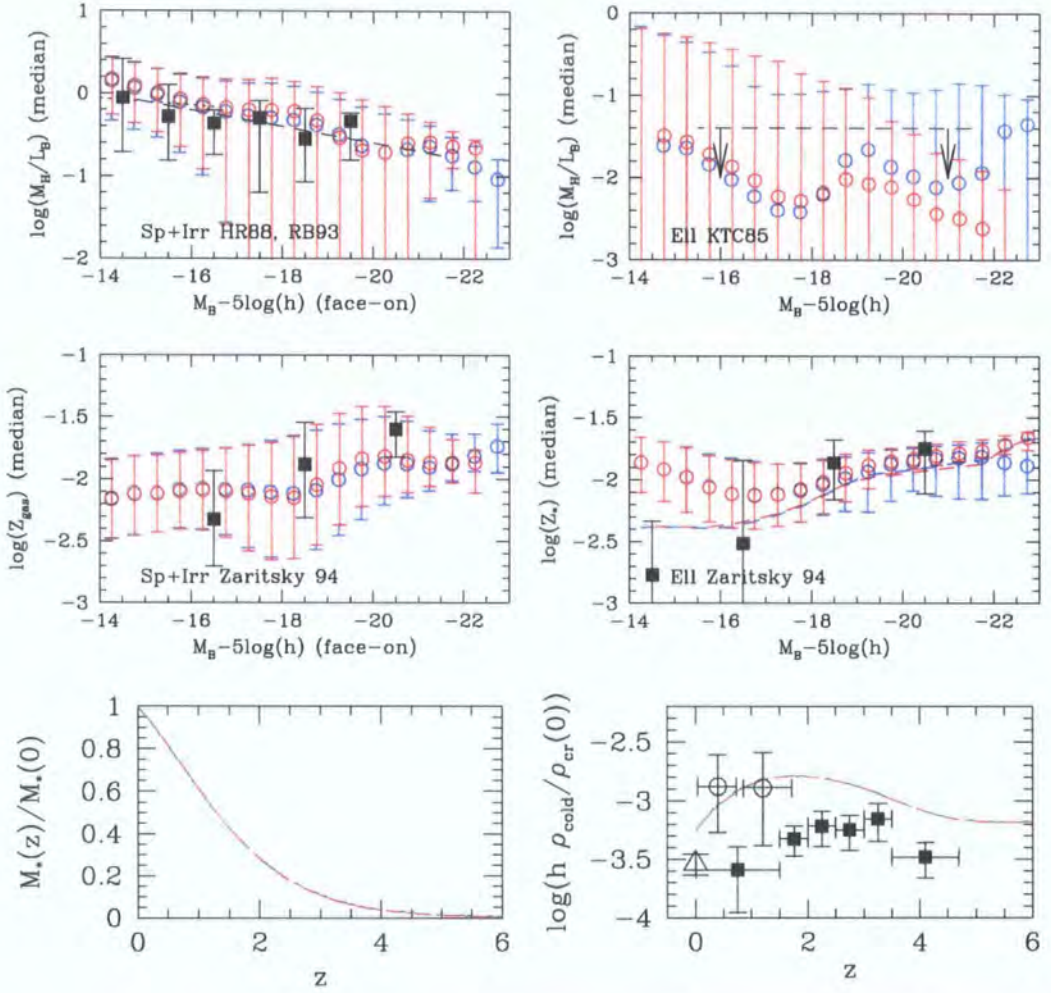 1
0
-1
-2
log(M_H/L_B) (median)
Sp+Irr HR88, RB93
-14 -16 -18 -20 -22
M_B-5log(h) (face-on)
0
-1
-2
-3
log(M_H/L_B) (median)
Ell KTC85
-14 -16 -18 -20 -22
M_B-5log(h)
-1
-1.5
-2
-2.5
-3
log(Z_gas) (median)
Sp+Irr Zaritsky 94
-14 -16 -18 -20 -22
M_B-5log(h) (face-on)
-1
-1.5
-2
-2.5
-3
log(Z_*) (median)
Ell Zaritsky 94
-14 -16 -18 -20 -22
M_B-5log(h)
1
0.8
0.6
0.4
0.2
0
M_*(z)/M_*(0)
0 2 4 6
z
-2.5
-3
-3.5
-4
log(h ρ_cold/ρ_cr(0))
0 2 4 6
z